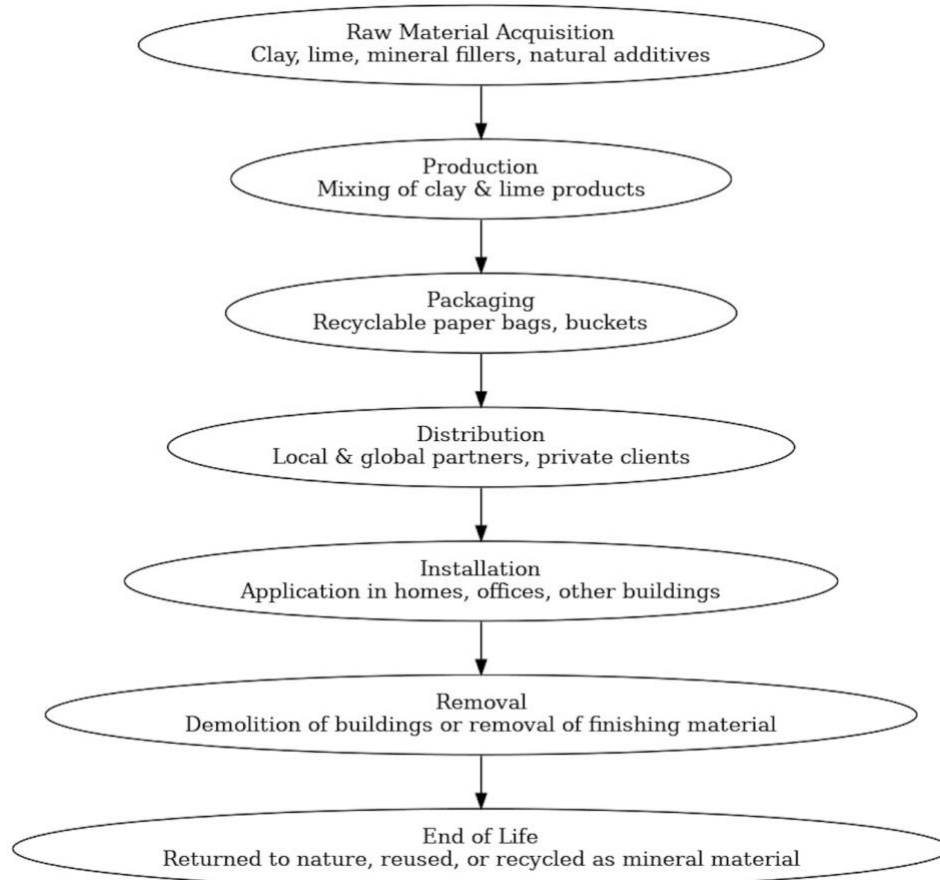 Raw Material Acquisition
Clay, lime, mineral fillers, natural additives
Production
Mixing of clay & lime products
Packaging
Recyclable paper bags, buckets
Distribution
Local & global partners, private clients
Installation
Application in homes, offices, other buildings
Removal
Demolition of buildings or removal of finishing material
End of Life
Returned to nature, reused, or recycled as mineral material